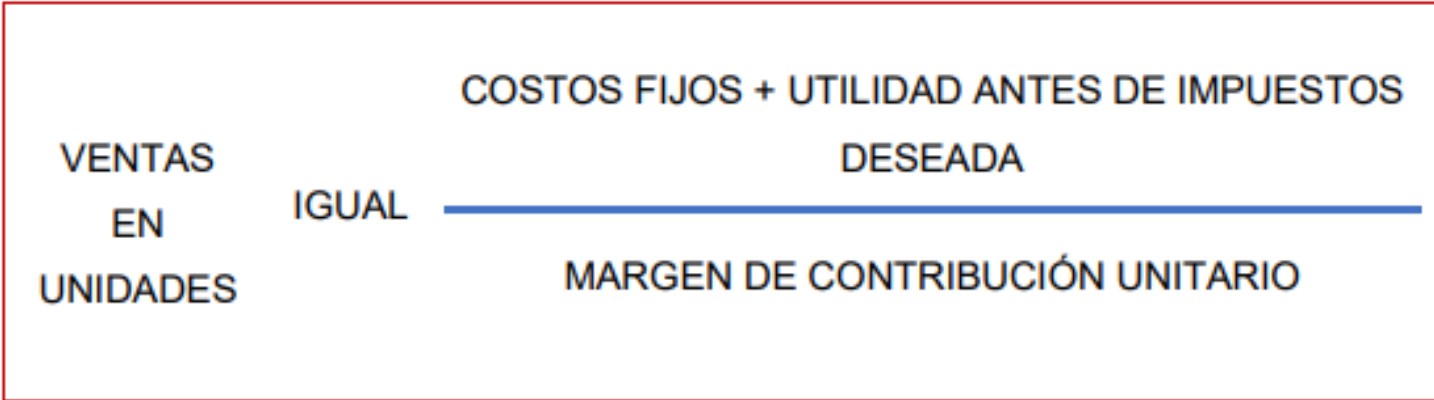 VENTAS
EN
UNIDADES
IGUAL
COSTOS FIJOS + UTILIDAD ANTES DE IMPUESTOS
DESEADA
MARGEN DE CONTRIBUCIÓN UNITARIO